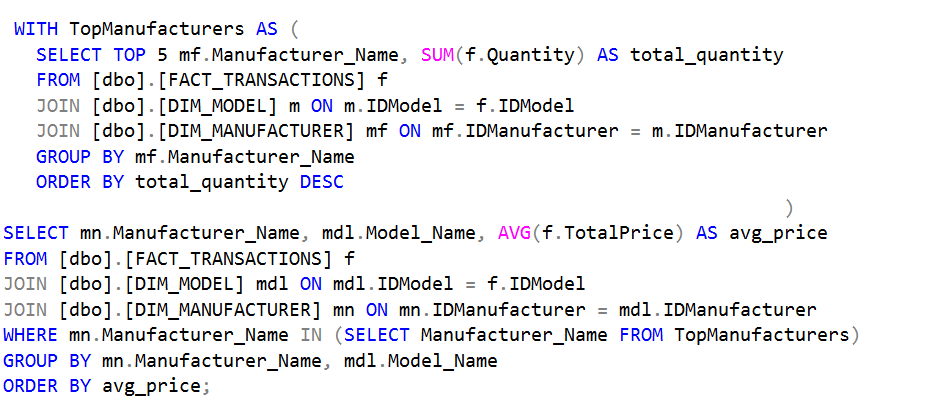 WITH TopManufacturers AS (
SELECT TOP 5 mf.Manufacturer_Name, SUM(f.Quantity) AS total_quantity
FROM [dbo].[FACT_TRANSACTIONS] f
JOIN [dbo].[DIM_MODEL] m ON m.IDModel = f.IDModel
JOIN [dbo].[DIM_MANUFACTURER] mf ON mf.IDManufacturer = m.IDManufacturer
GROUP BY mf.Manufacturer_Name
ORDER BY total_quantity DESC
)
SELECT mn.Manufacturer_Name, mdl.Model_Name, AVG(f.TotalPrice) AS avg_price
FROM [dbo].[FACT_TRANSACTIONS] f
JOIN [dbo].[DIM_MODEL] mdl ON mdl.IDModel = f.IDModel
JOIN [dbo].[DIM_MANUFACTURER] mn ON mn.IDManufacturer = mdl.IDManufacturer
WHERE mn.Manufacturer_Name IN (SELECT Manufacturer_Name FROM TopManufacturers)
GROUP BY mn.Manufacturer_Name, mdl.Model_Name
ORDER BY avg_price;